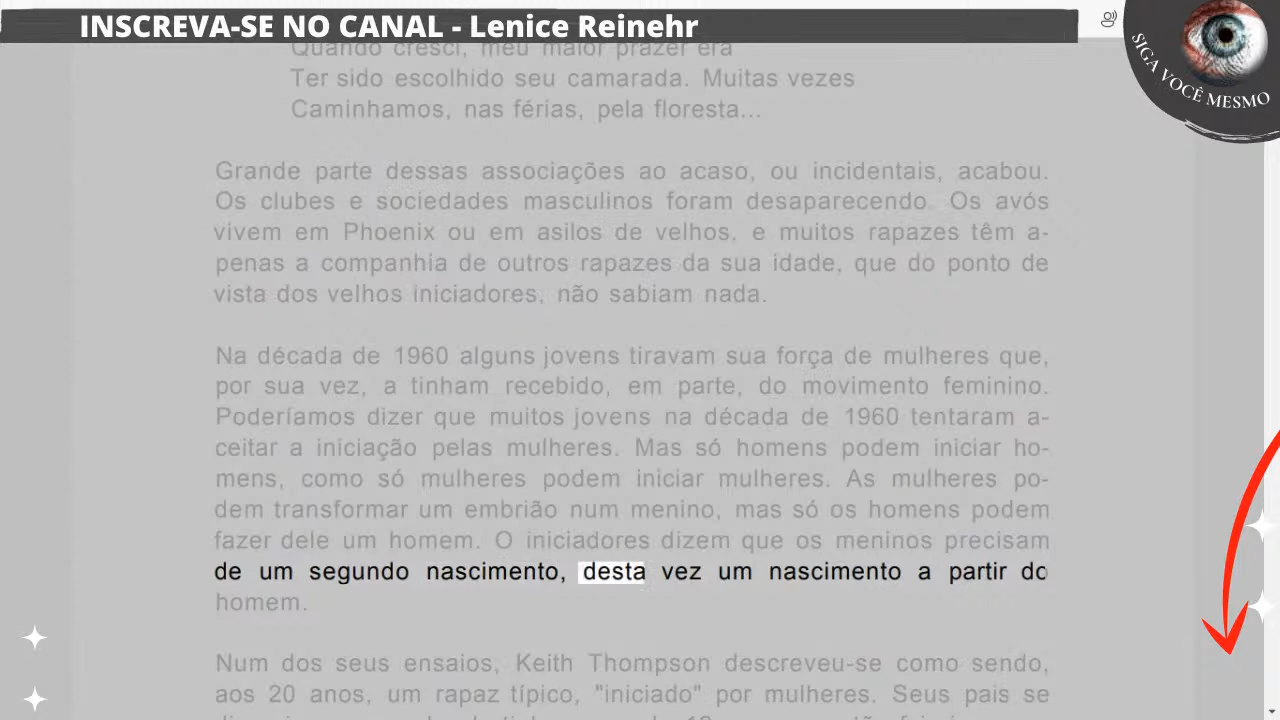 INSCREVA-SE NO CANAL - Lenice Reinehr
SIGA VOCÊ MESMO
Quando cresci, meu maior prazer era
Ter sido escolhido seu camarada. Muitas vezes
Caminhamos, nas férias, pela floresta...
Grande parte dessas associações ao acaso, ou incidentais, acabou.
Os clubes e sociedades masculinos foram desaparecendo. Os avós
vivem em Phoenix ou em asilos de velhos, e muitos rapazes têm a-
penas a companhia de outros rapazes da sua idade, que do ponto de
vista dos velhos iniciadores, não sabiam nada.
Na década de 1960 alguns jovens tiravam sua força de mulheres que,
por sua vez, a tinham recebido, em parte, do movimento feminino.
Poderíamos dizer que muitos jovens na década de 1960 tentaram a-
ceitar a iniciação pelas mulheres. Mas só homens podem iniciar ho-
mens, como só mulheres podem iniciar mulheres. As mulheres po-
dem transformar um embrião num menino, mas só os homens podem
fazer dele um homem. O iniciadores dizem que os meninos precisam
de um segundo nascimento, desta vez um nascimento a partir do
homem.
Num dos seus ensaios, Keith Thompson descreveu-se como sendo,
aos 20 anos, um rapaz típico, "iniciado" por mulheres. Seus pais se